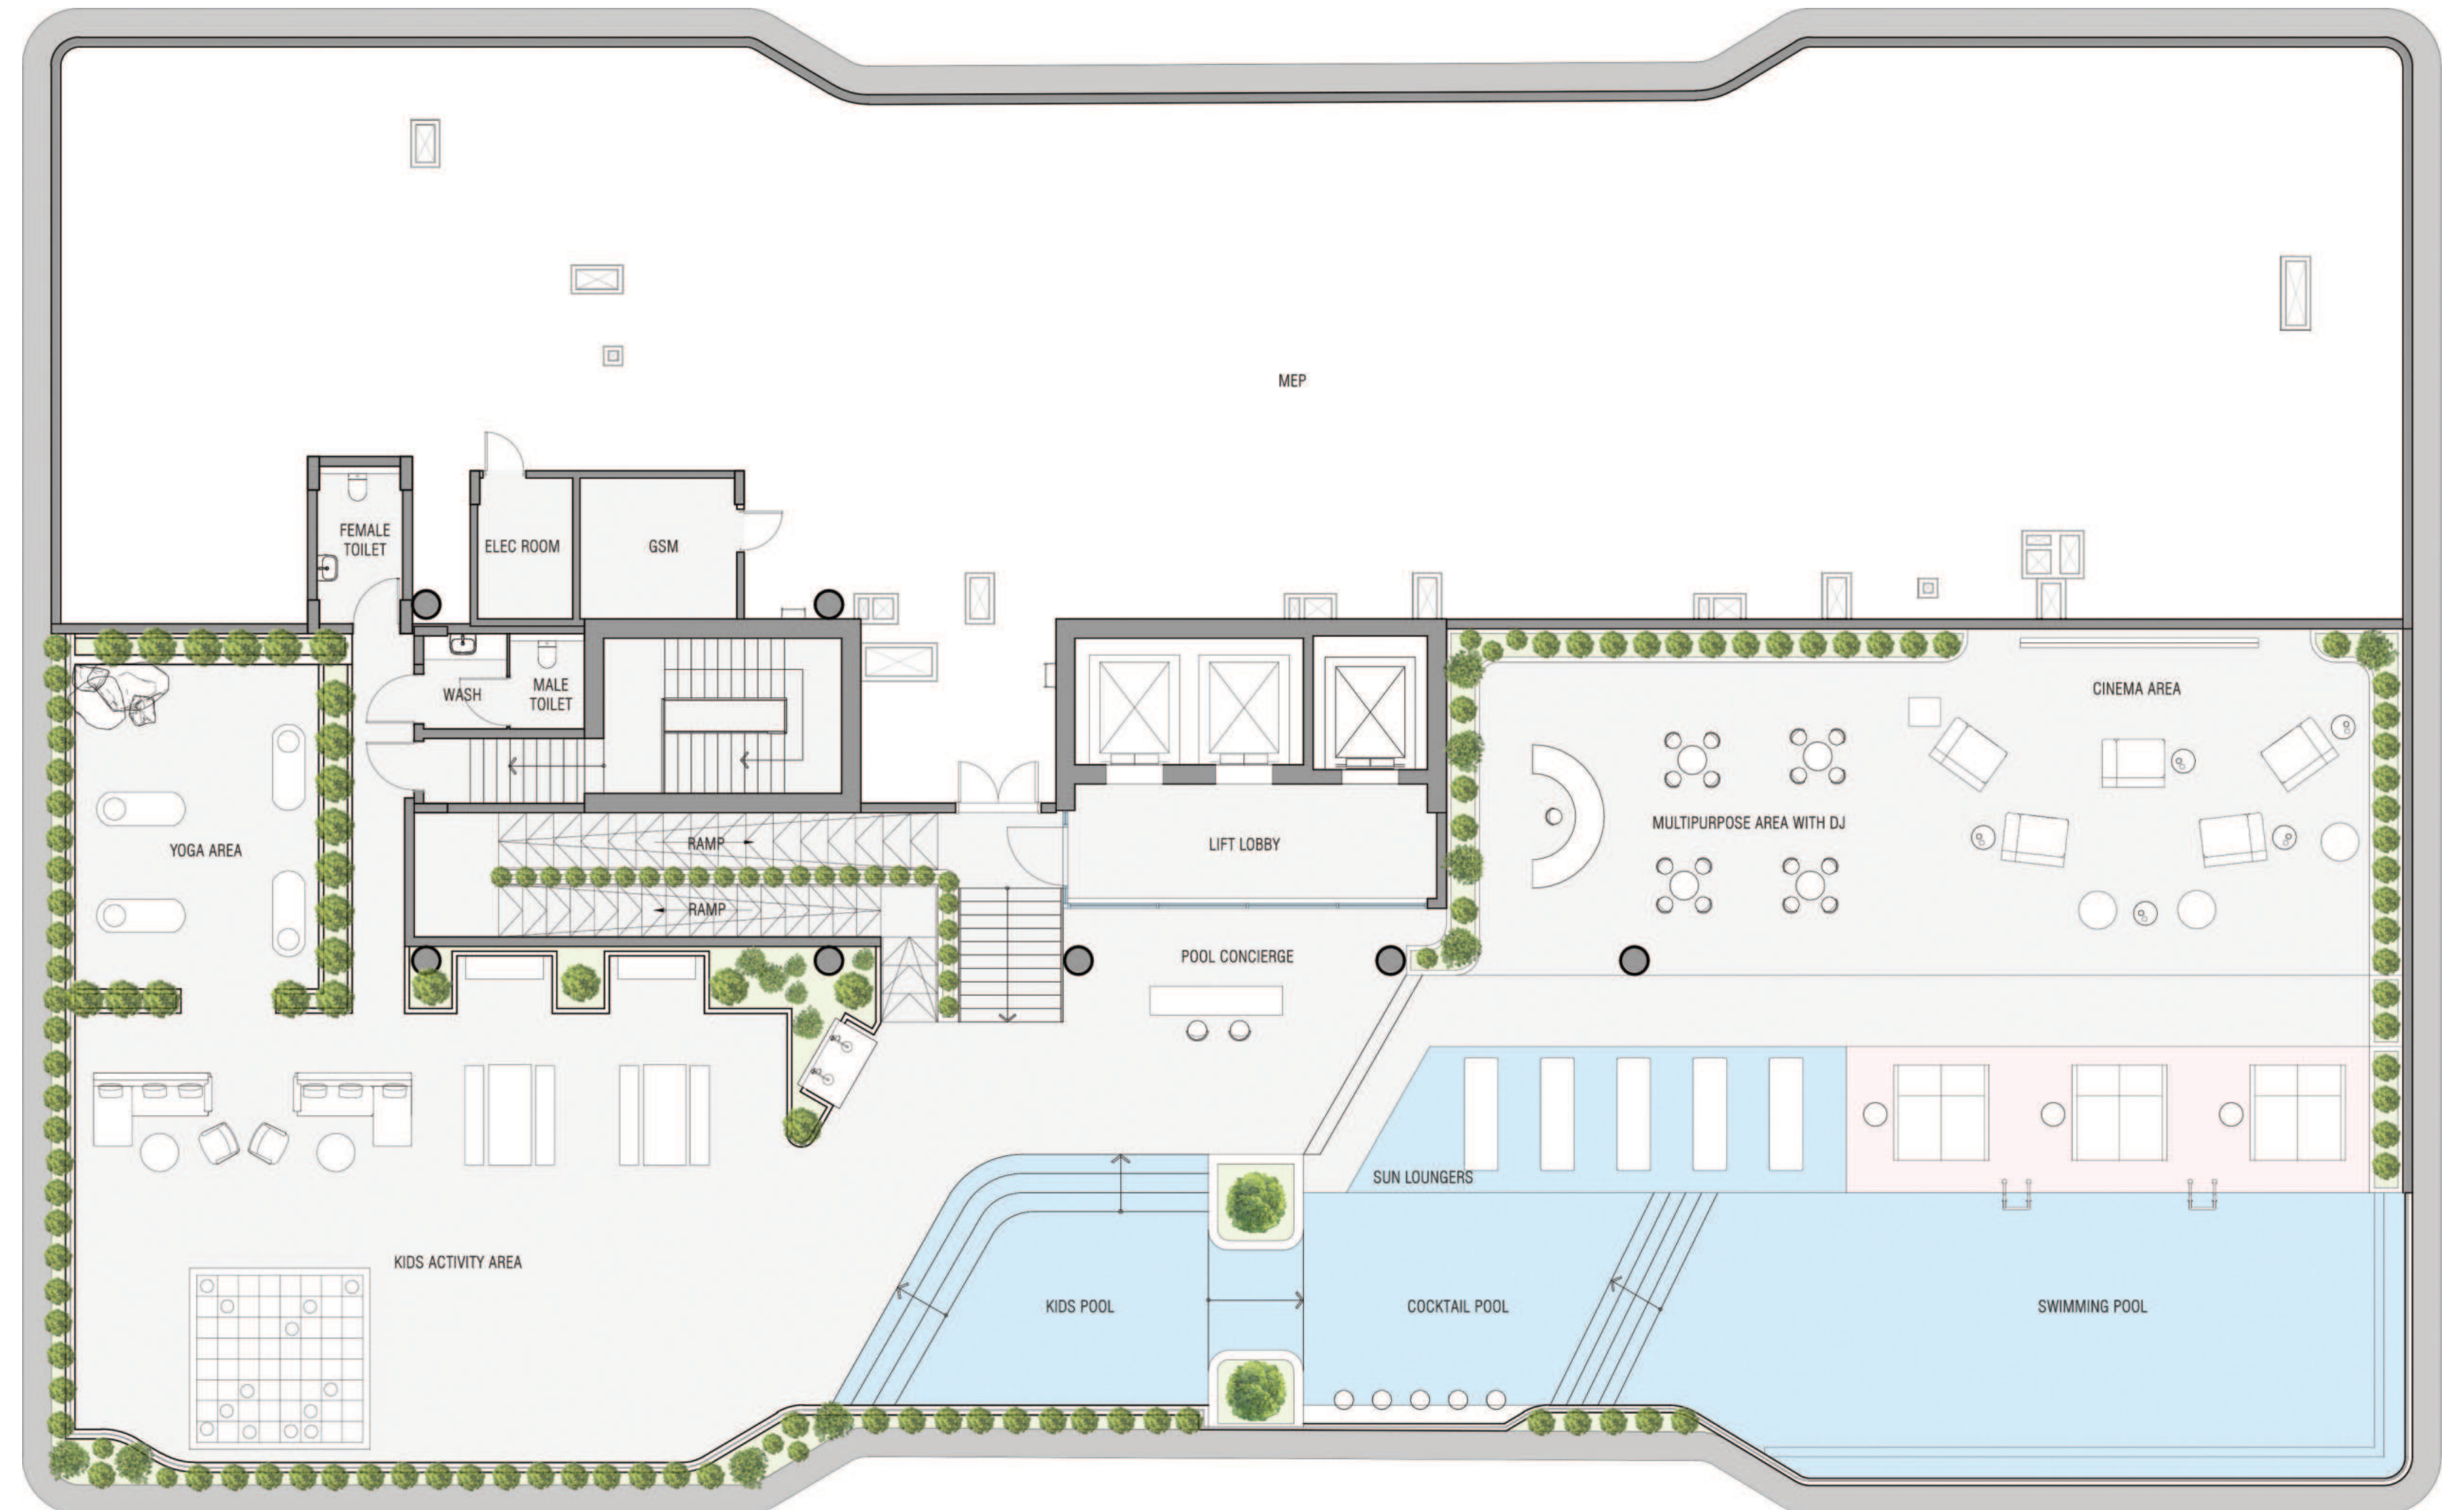 MEP
FEMALE
TOILET
ELEC ROOM
GSM
WASH
MALE
TOILET
CINEMA AREA
MULTIPURPOSE AREA WITH DJ
YOGA AREA
RAMP
LIFT LOBBY
RAMP
POOL CONCIERGE
SUN LOUNGERS
KIDS ACTIVITY AREA
KIDS POOL
COCKTAIL POOL
SWIMMING POOL